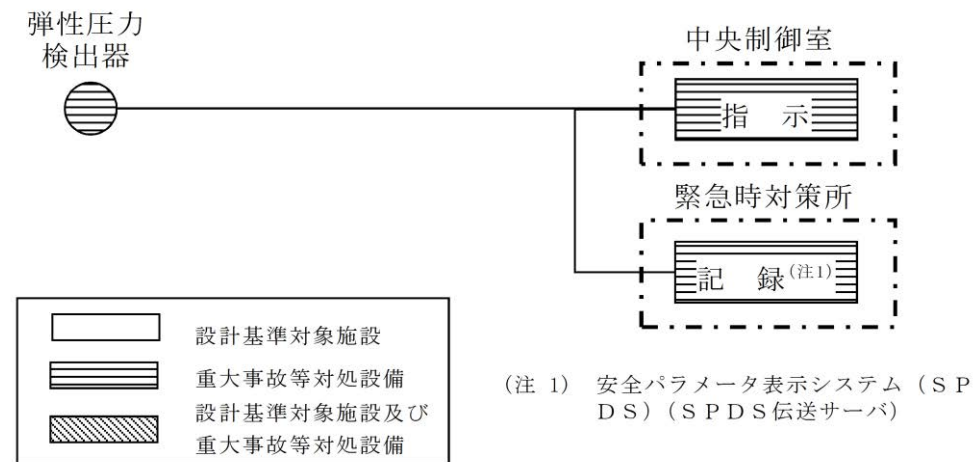 弾性圧力
検出器
中央制御室
指　示
緊急時対策所
記　録(注1)
設計基準対象施設
重大事故等対処設備
設計基準対象施設及び
重大事故等対処設備
(注 1)　安全パラメータ表示システム（ＳＰ
ＤＳ）（ＳＰＤＳ伝送サーバ）